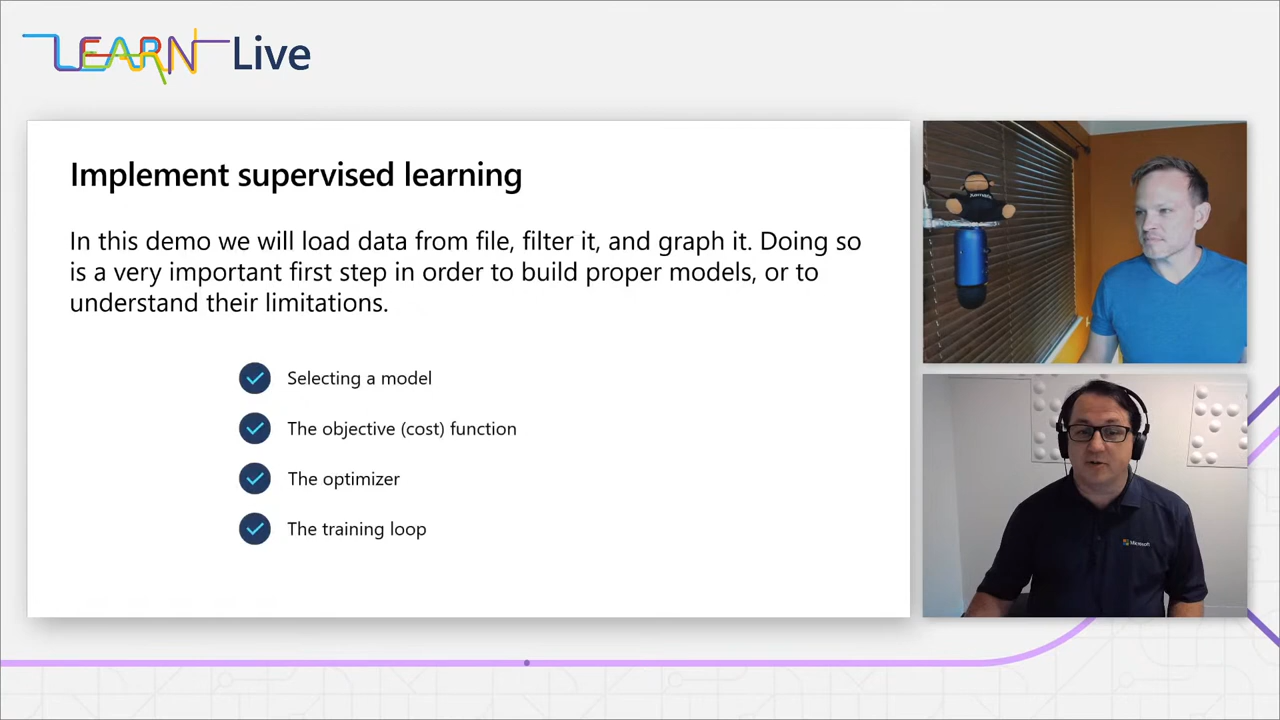 LEARN Live
Implement supervised learning
In this demo we will load data from file, filter it, and graph it. Doing so
is a very important first step in order to build proper models, or to
understand their limitations.
Selecting a model
The objective (cost) function
The optimizer
The training loop
Microsoft